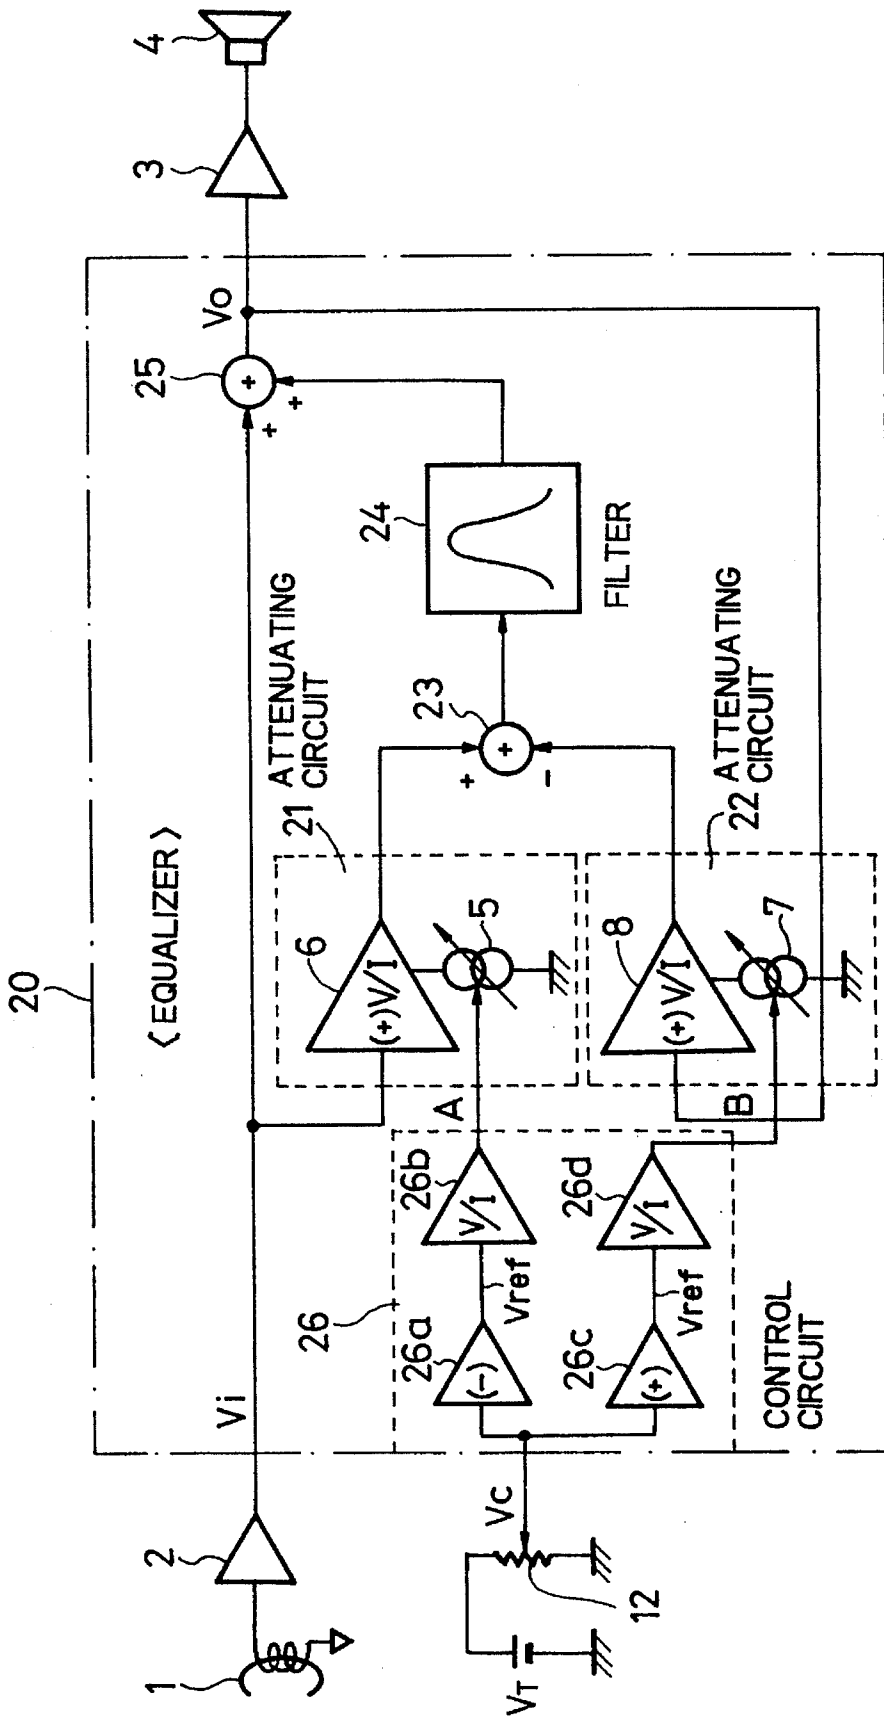 20
〈EQUALIZER〉
1
2
Vi
Vo
25
+
+
+
3
4
21 ATTENUATING
CIRCUIT
6
(+)V/I
5
23
+
+
-
24
FILTER
22 ATTENUATING
CIRCUIT
8
(+)V/I
7
A
B
26
26a
(-)
Vref
26b
V/I
26c
(+)
Vref
26d
V/I
CONTROL
CIRCUIT
Vc
12
VT